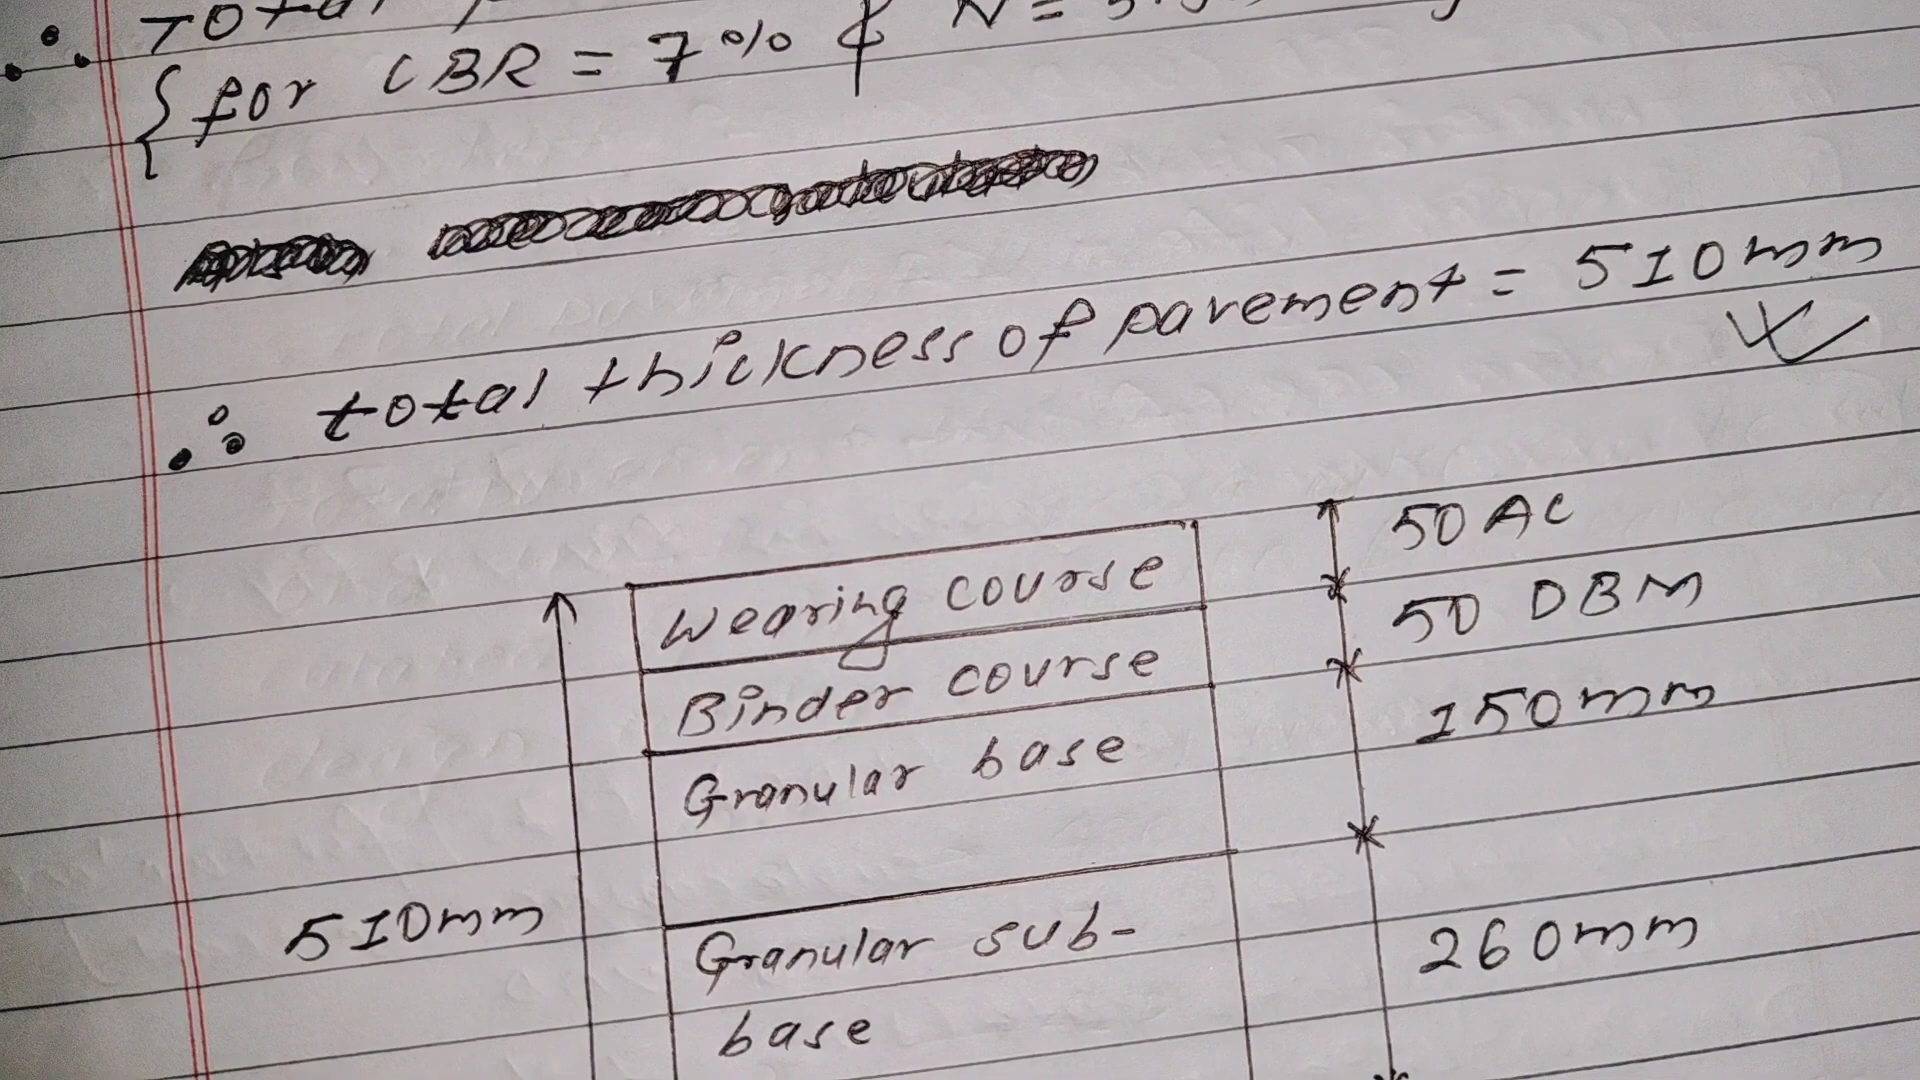 ∴ Total
{ for CBR = 7% & N =
∴ total thickness of pavement = 510mm
Wearing course
50 AC
Binder course
50 DBM
Granular base
150mm
510mm
Granular sub-
base
260mm